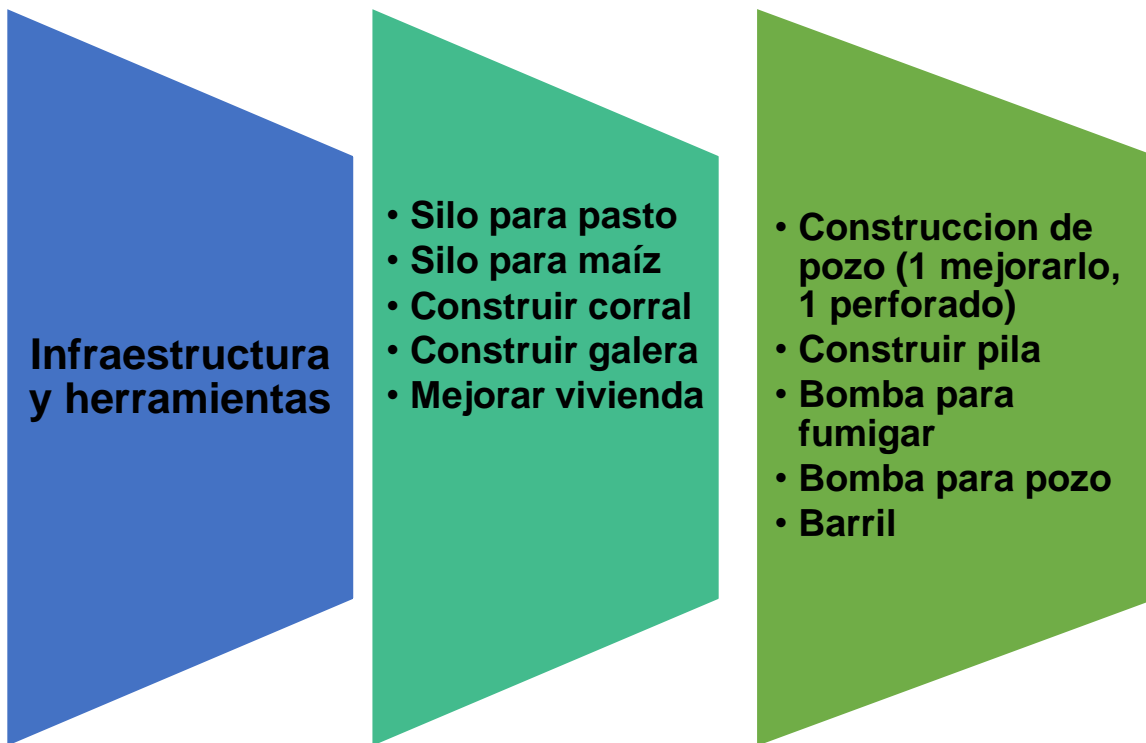 Infraestructura
y herramientas
• Silo para pasto
• Silo para maíz
• Construir corral
• Construir galera
• Mejorar vivienda
• Construccion de
pozo (1 mejorarlo,
1 perforado)
• Construir pila
• Bomba para
fumigar
• Bomba para pozo
• Barril